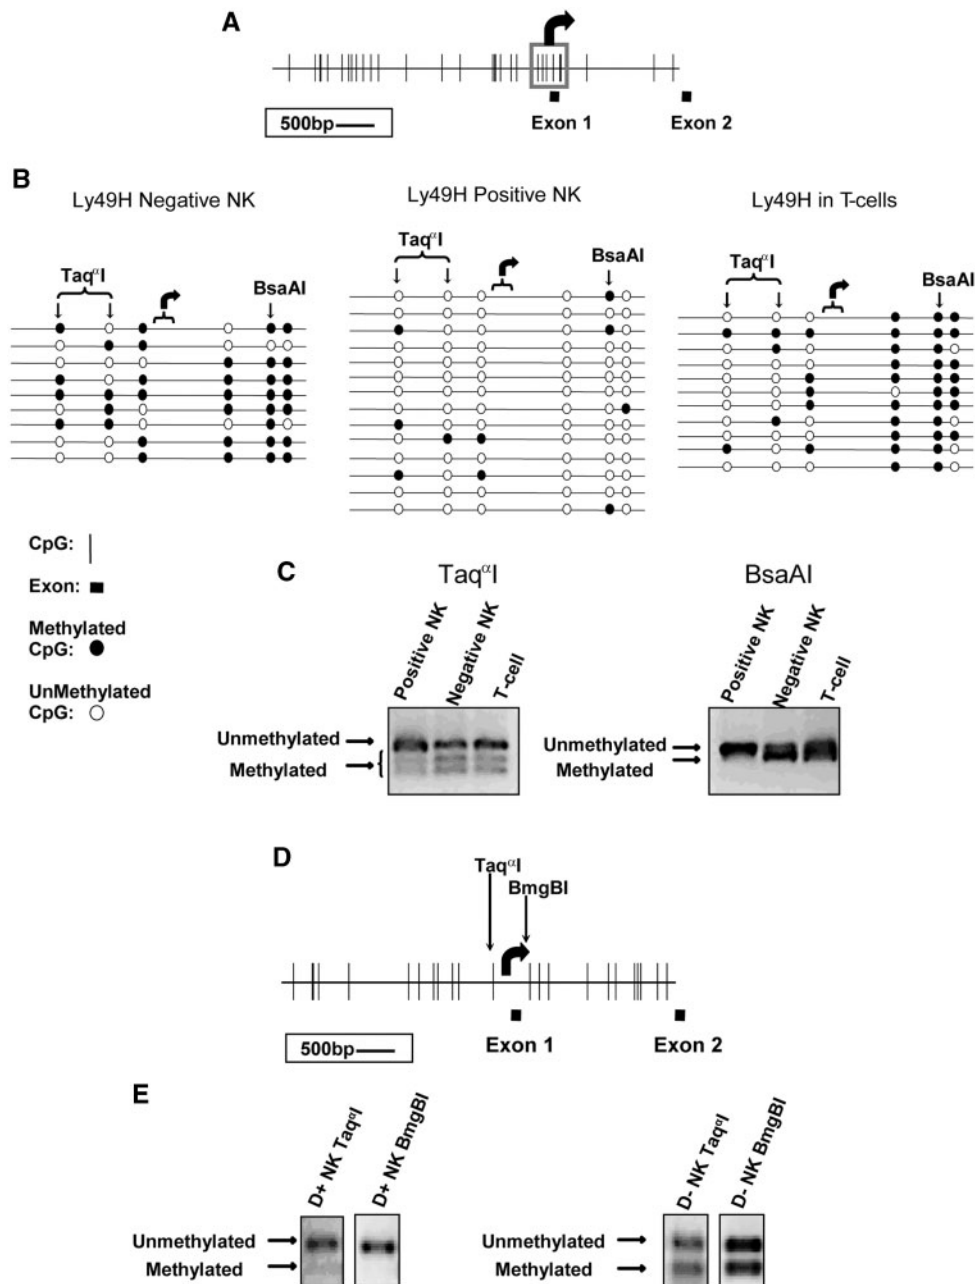 A
500bp
Exon 1
Exon 2
B
Ly49H Negative NK
Ly49H Positive NK
Ly49H in T-cells
TaqαI
BsaAI
TaqαI
BsaAI
TaqαI
BsaAI
CpG:
Exon:
Methylated
CpG:
UnMethylated
CpG:
C
TaqαI
BsaAI
Positive NK
Negative NK
T-cell
Positive NK
Negative NK
T-cell
Unmethylated
Methylated
Unmethylated
Methylated
D
TaqαI
BmgBI
500bp
Exon 1
Exon 2
E
D+ NK TaqαI
D+ NK BmgBI
D- NK TaqαI
D- NK BmgBI
Unmethylated
Methylated
Unmethylated
Methylated